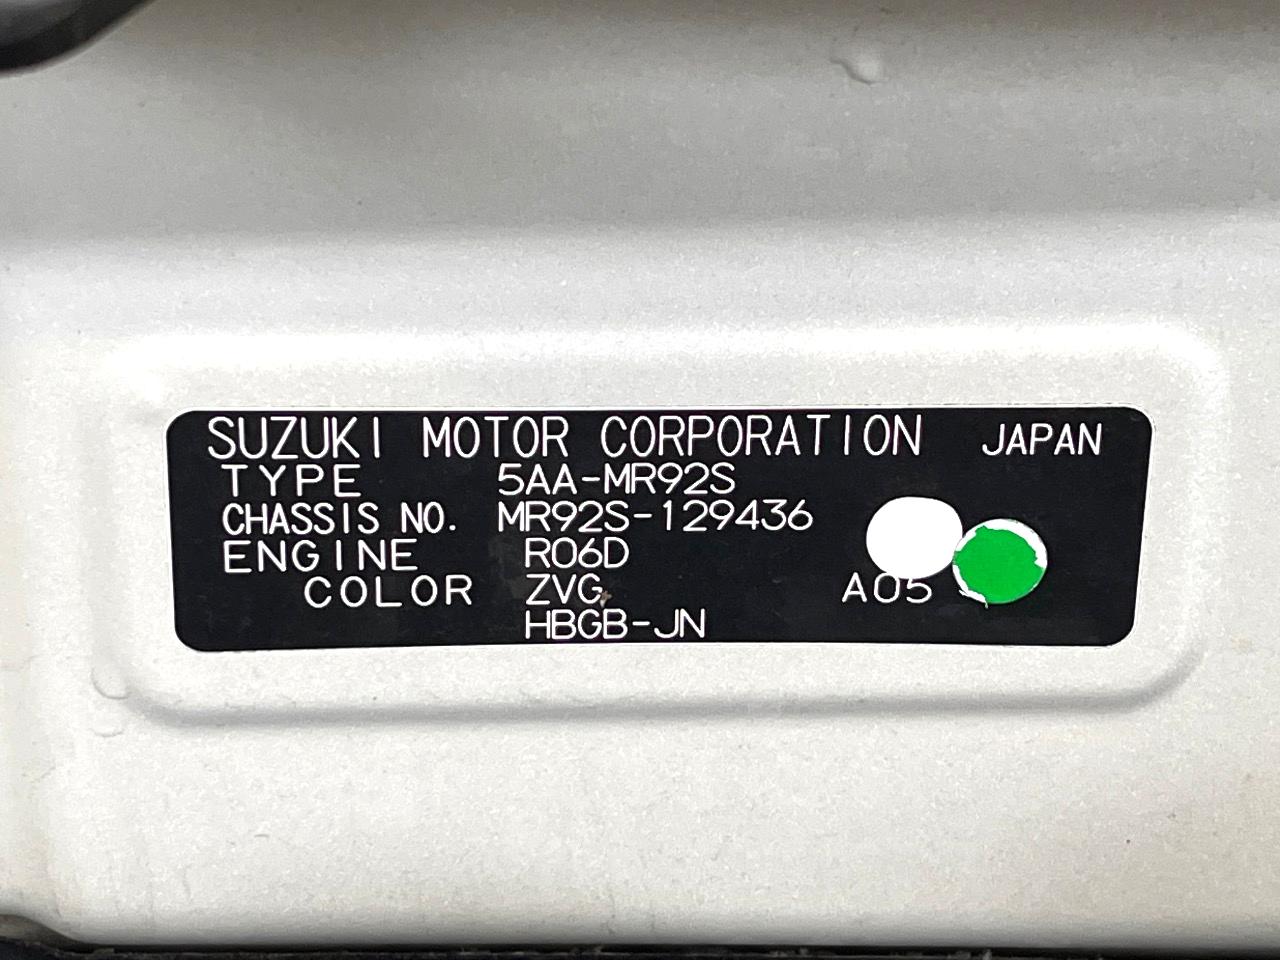 SUZUKI MOTOR CORPORATION JAPAN
TYPE 5AA-MR92S
CHASSIS NO. MR92S-129436
ENGINE R06D
COLOR ZVG A05
HBGB-JN